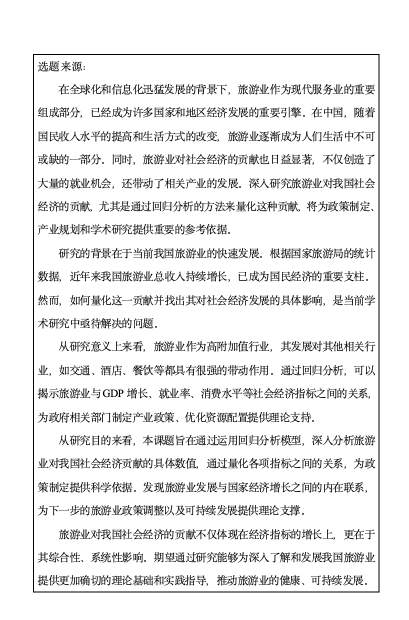 选题来源：
在全球化和信息化迅猛发展的背景下，旅游业作为现代服务业的重要
组成部分，已经成为许多国家和地区经济发展的重要引擎。在中国，随着
国民收入水平的提高和生活方式的改变，旅游业逐渐成为人们生活中不可
或缺的一部分。同时，旅游业对社会经济的贡献也日益显著，不仅创造了
大量的就业机会，还带动了相关产业的发展。深入研究旅游业对我国社会
经济的贡献，尤其是通过回归分析的方法来量化这种贡献，将为政策制定、
产业规划和学术研究提供重要的参考依据。
研究的背景在于当前我国旅游业的快速发展。根据国家旅游局的统计
数据，近年来我国旅游业总收入持续增长，已成为国民经济的重要支柱。
然而，如何量化这一贡献并找出其对社会经济发展的具体影响，是当前学
术研究中亟待解决的问题。
从研究意义上来看，旅游业作为高附加值行业，其发展对其他相关行
业，如交通、酒店、餐饮等都具有很强的带动作用。通过回归分析，可以
揭示旅游业与GDP 增长、就业率、消费水平等社会经济指标之间的关系，
为政府相关部门制定产业政策、优化资源配置提供理论支持。
从研究目的来看，本课题旨在通过运用回归分析模型，深入分析旅游
业对我国社会经济贡献的具体数值，通过量化各项指标之间的关系，为政
策制定提供科学依据。发现旅游业发展与国家经济增长之间的内在联系，
为下一步的旅游业政策调整以及可持续发展提供理论支撑。
旅游业对我国社会经济的贡献不仅体现在经济指标的增长上，更在于
其综合性、系统性影响。期望通过研究能够为深入了解和发展我国旅游业
提供更加确切的理论基础和实践指导，推动旅游业的健康、可持续发展。